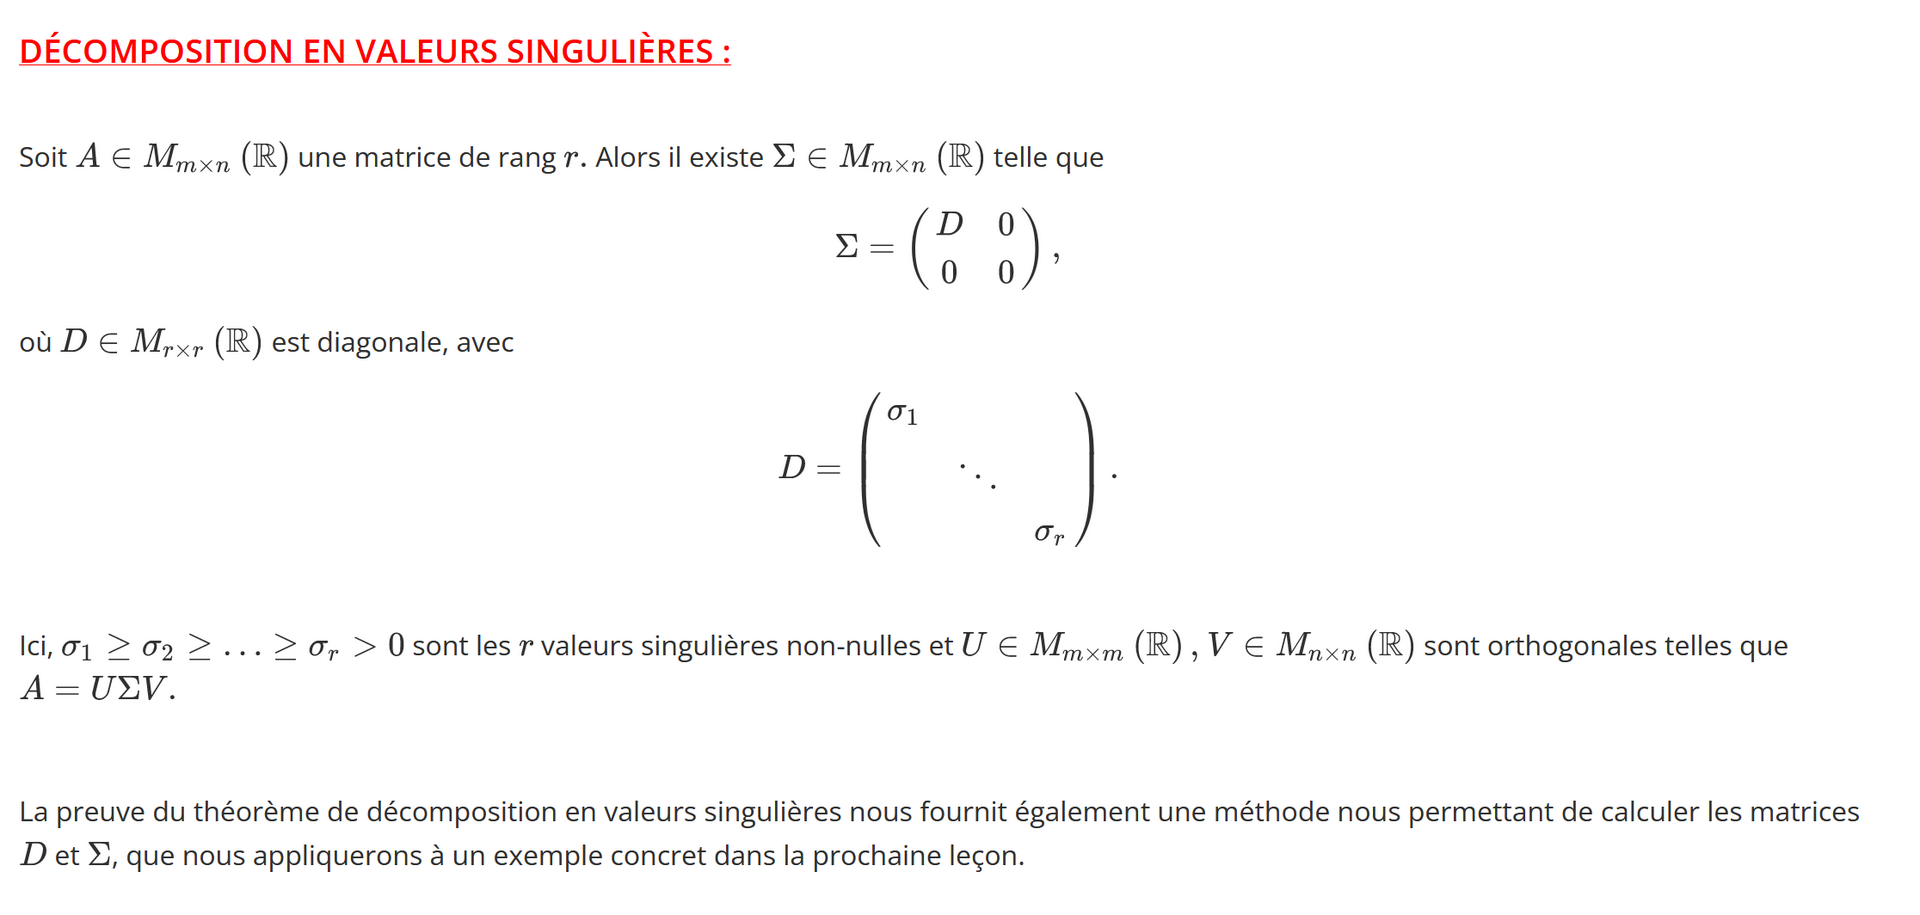 DÉCOMPOSITION EN VALEURS SINGULIÈRES :
Soit $A \in M_{m \times n}(\mathbb{R})$ une matrice de rang $r$. Alors il existe $\Sigma \in M_{m \times n}(\mathbb{R})$ telle que
$\Sigma = \begin{pmatrix} D & 0 \\ 0 & 0 \end{pmatrix},$
où $D \in M_{r \times r}(\mathbb{R})$ est diagonale, avec
$D = \begin{pmatrix} \sigma_1 & & \\ & \ddots & \\ & & \sigma_r \end{pmatrix}.$
Ici, $\sigma_1 \geq \sigma_2 \geq \ldots \geq \sigma_r > 0$ sont les $r$ valeurs singulières non-nulles et $U \in M_{m \times m}(\mathbb{R}), V \in M_{n \times n}(\mathbb{R})$ sont orthogonales telles que
$A = U \Sigma V.$
La preuve du théorème de décomposition en valeurs singulières nous fournit également une méthode nous permettant de calculer les matrices
$D$ et $\Sigma$, que nous appliquerons à un exemple concret dans la prochaine leçon.